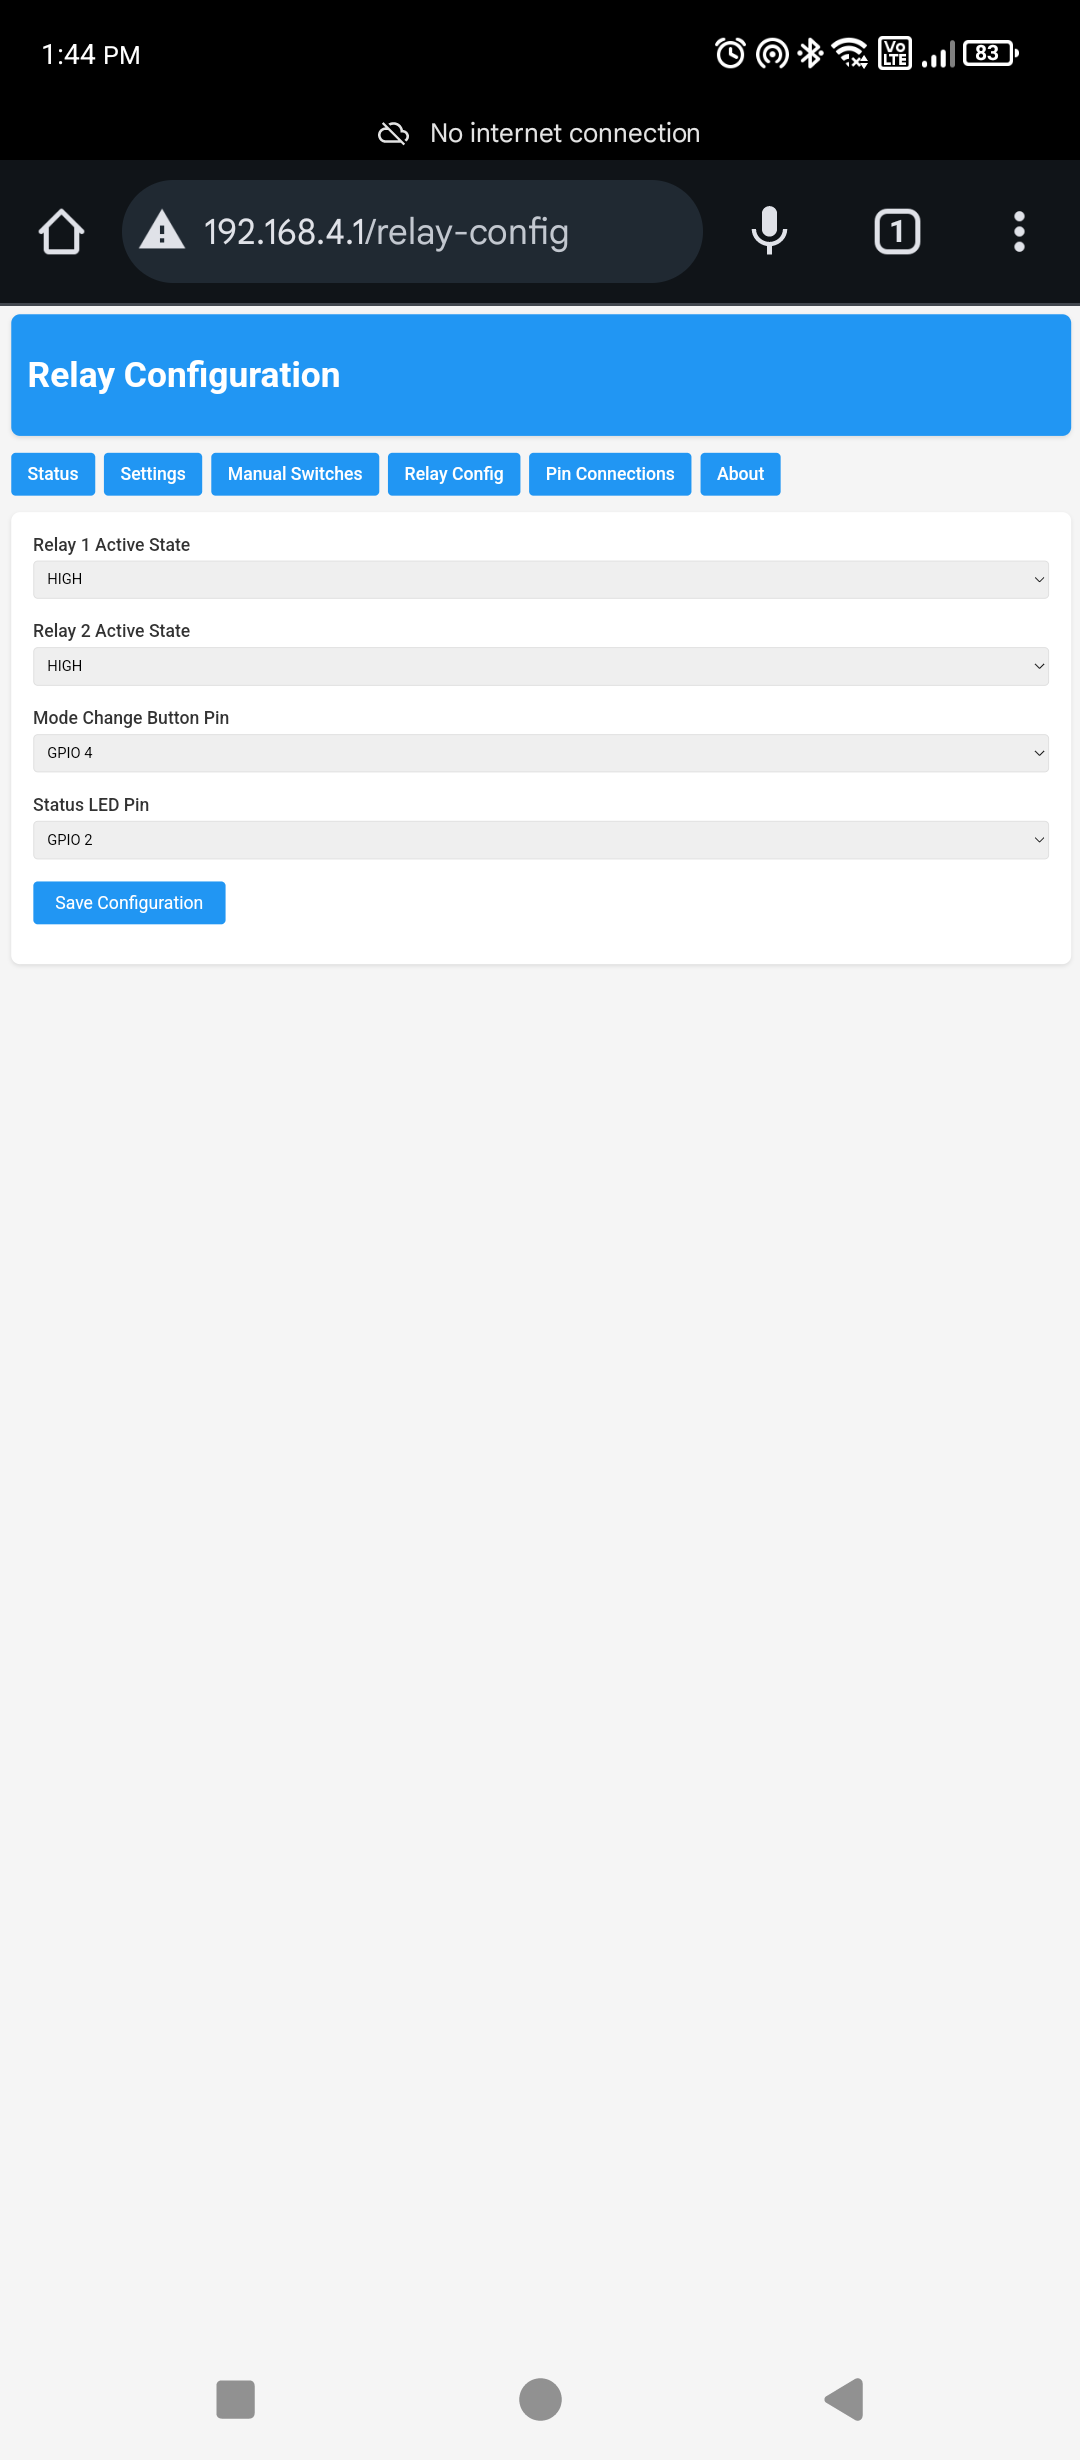 1:44 PM
Vo LTE
83
No internet connection
192.168.4.1/relay-config
1
Relay Configuration
Status Settings Manual Switches Relay Config Pin Connections About
Relay 1 Active State
HIGH
Relay 2 Active State
HIGH
Mode Change Button Pin
GPIO 4
Status LED Pin
GPIO 2
Save Configuration